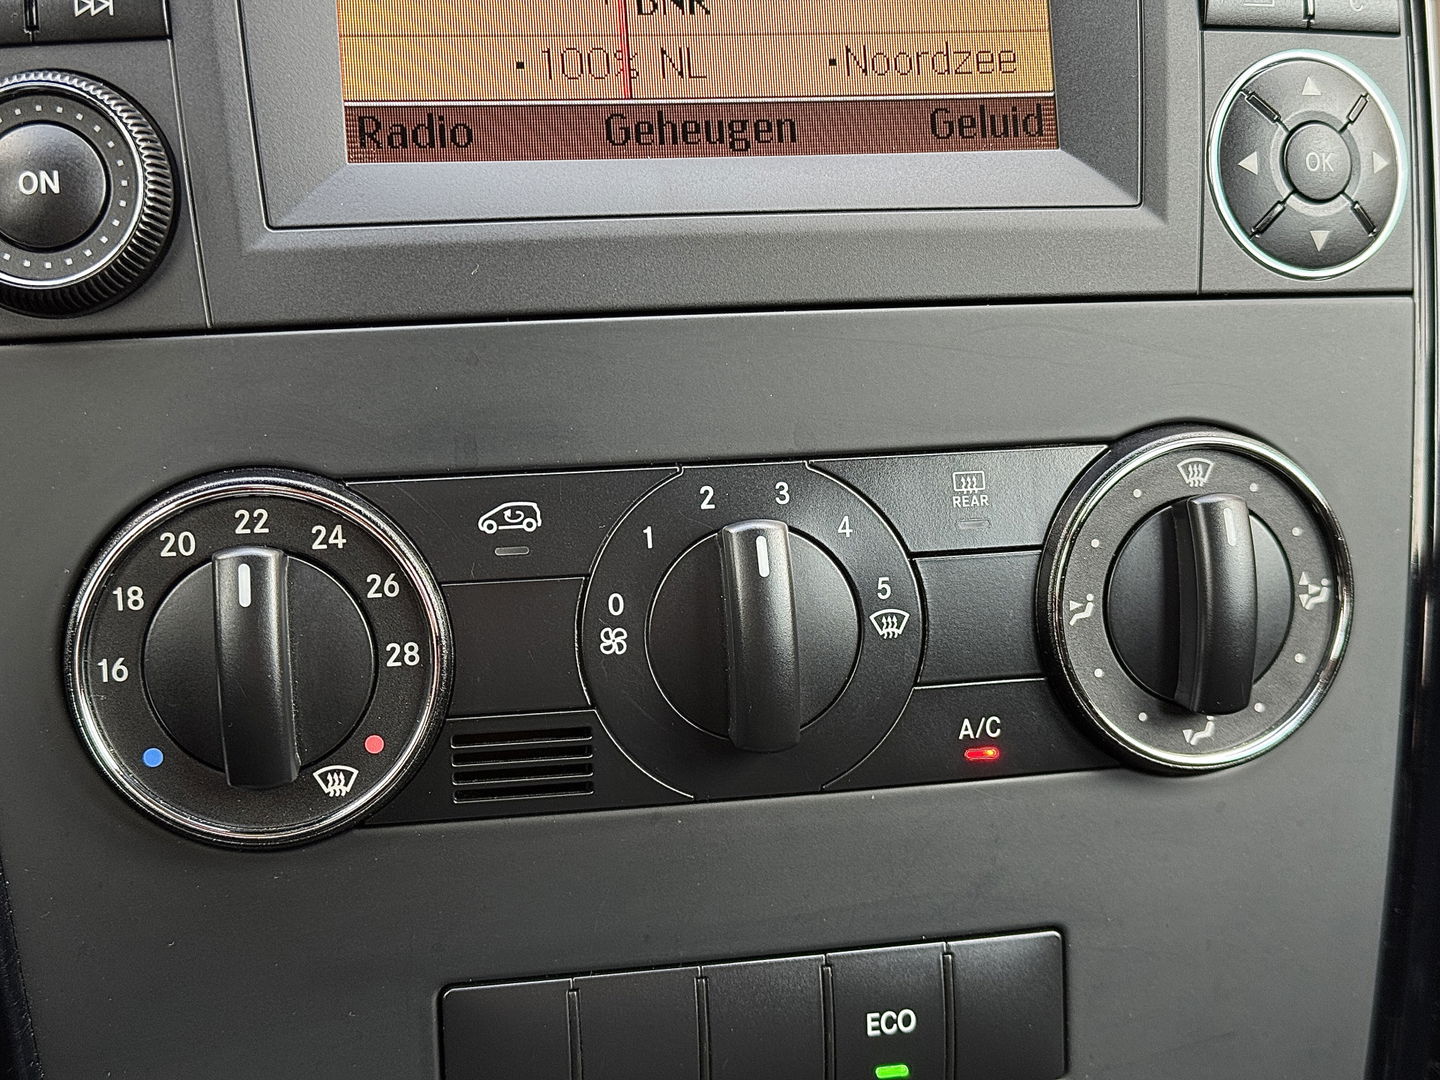 BNR
100% NL
Noordzee
Radio
Geheugen
Geluid
ON
OK
16
18
20
22
24
26
28
0
1
2
3
4
5
REAR
A/C
ECO